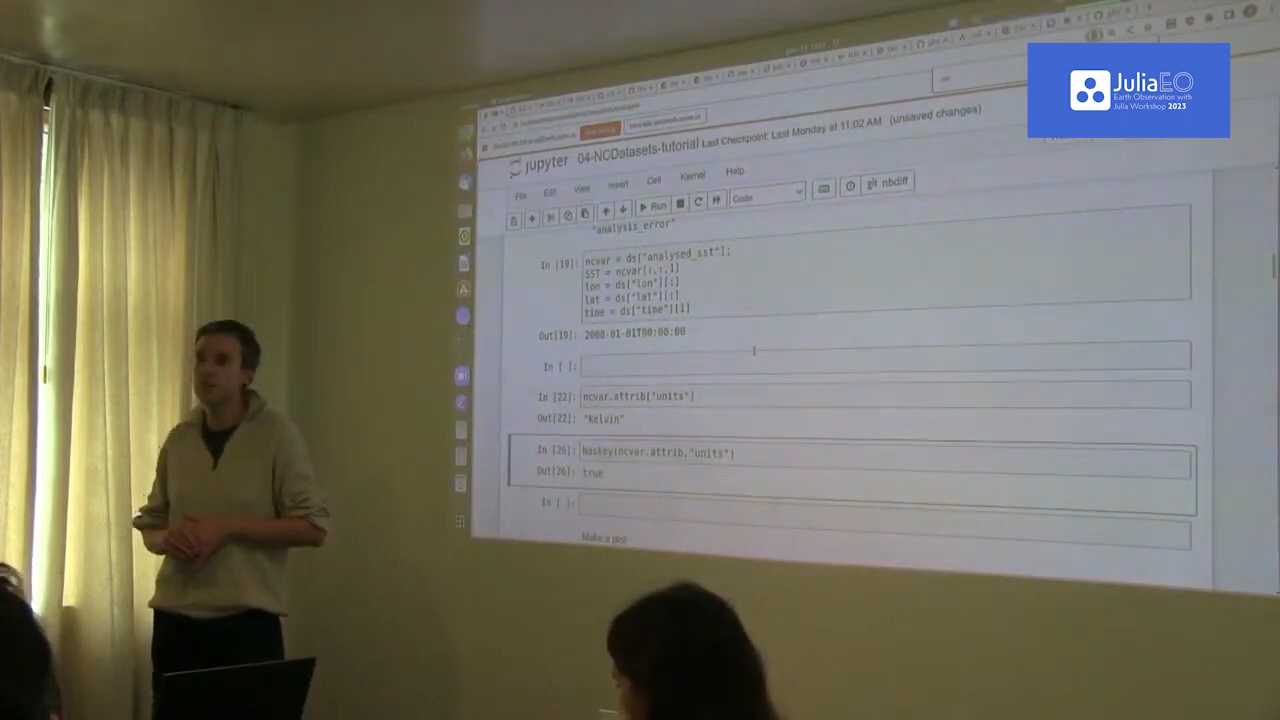 JuliaEO
Earth Observation with
Julia Workshop 2023
jupyter 04-NCDatasets-tutorial Last Checkpoint: Last Monday at 11:02 AM (unsaved changes)
File Edit View Insert Cell Kernel Help
Run Code git nbdiff
"analysis_error"
In [19]: ncvar = ds["analysed_sst"];
SST = ncvar[:,:,1]
lon = ds["lon"][:]
lat = ds["lat"][:]
time = ds["time"][1]
Out[19]: 2008-01-01T00:00:00
In [ ]:
In [22]: ncvar.attrib["units"]
Out[22]: "kelvin"
In [26]: haskey(ncvar.attrib,"units")
Out[26]: true
In [ ]:
Make a plot